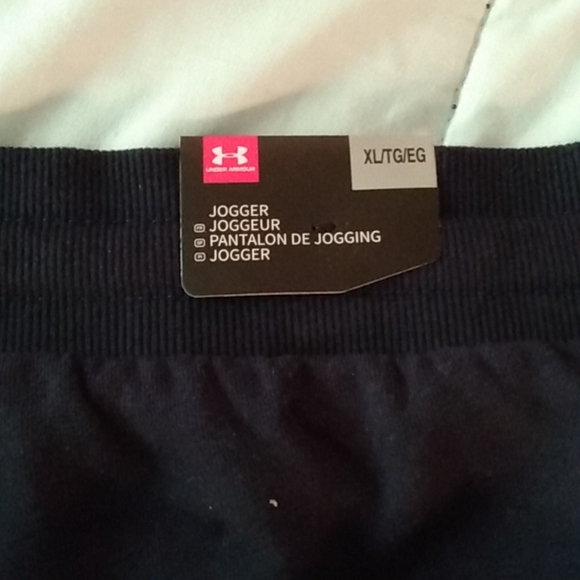 UNDER ARMOUR
XL/TG/EG
JOGGER
JOGGEUR
PANTALON DE JOGGING
JOGGER